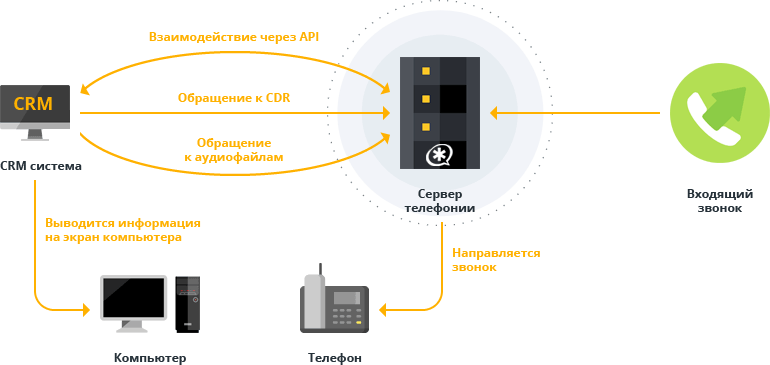 Взаимодействие через API
CRM
Обращение к CDR
Обращение
к аудиофайлам
CRM система
Сервер
телефонии
Входящий
звонок
Выводится информация
на экран компьютера
Направляется
звонок
Компьютер
Телефон